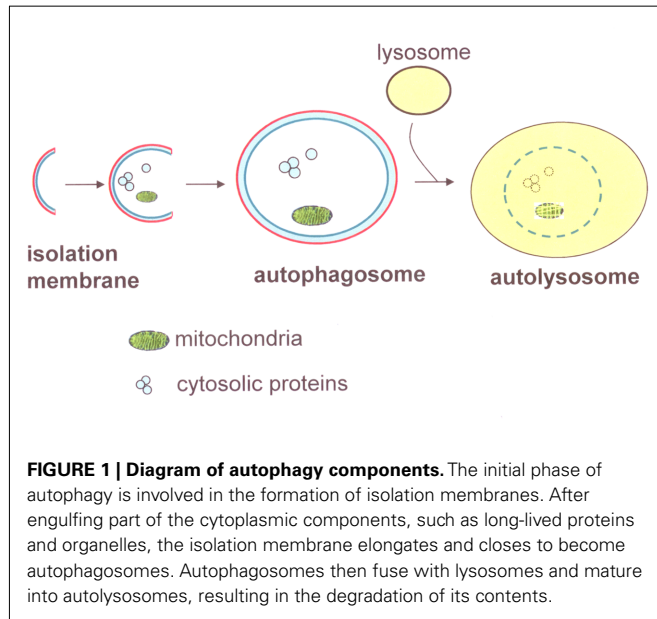 lysosome
isolation
membrane
autophagosome
autolysosome
mitochondria
cytosolic proteins
FIGURE 1 | Diagram of autophagy components. The initial phase of
autophagy is involved in the formation of isolation membranes. After
engulfing part of the cytoplasmic components, such as long-lived proteins
and organelles, the isolation membrane elongates and closes to become
autophagosomes. Autophagosomes then fuse with lysosomes and mature
into autolysosomes, resulting in the degradation of its contents.